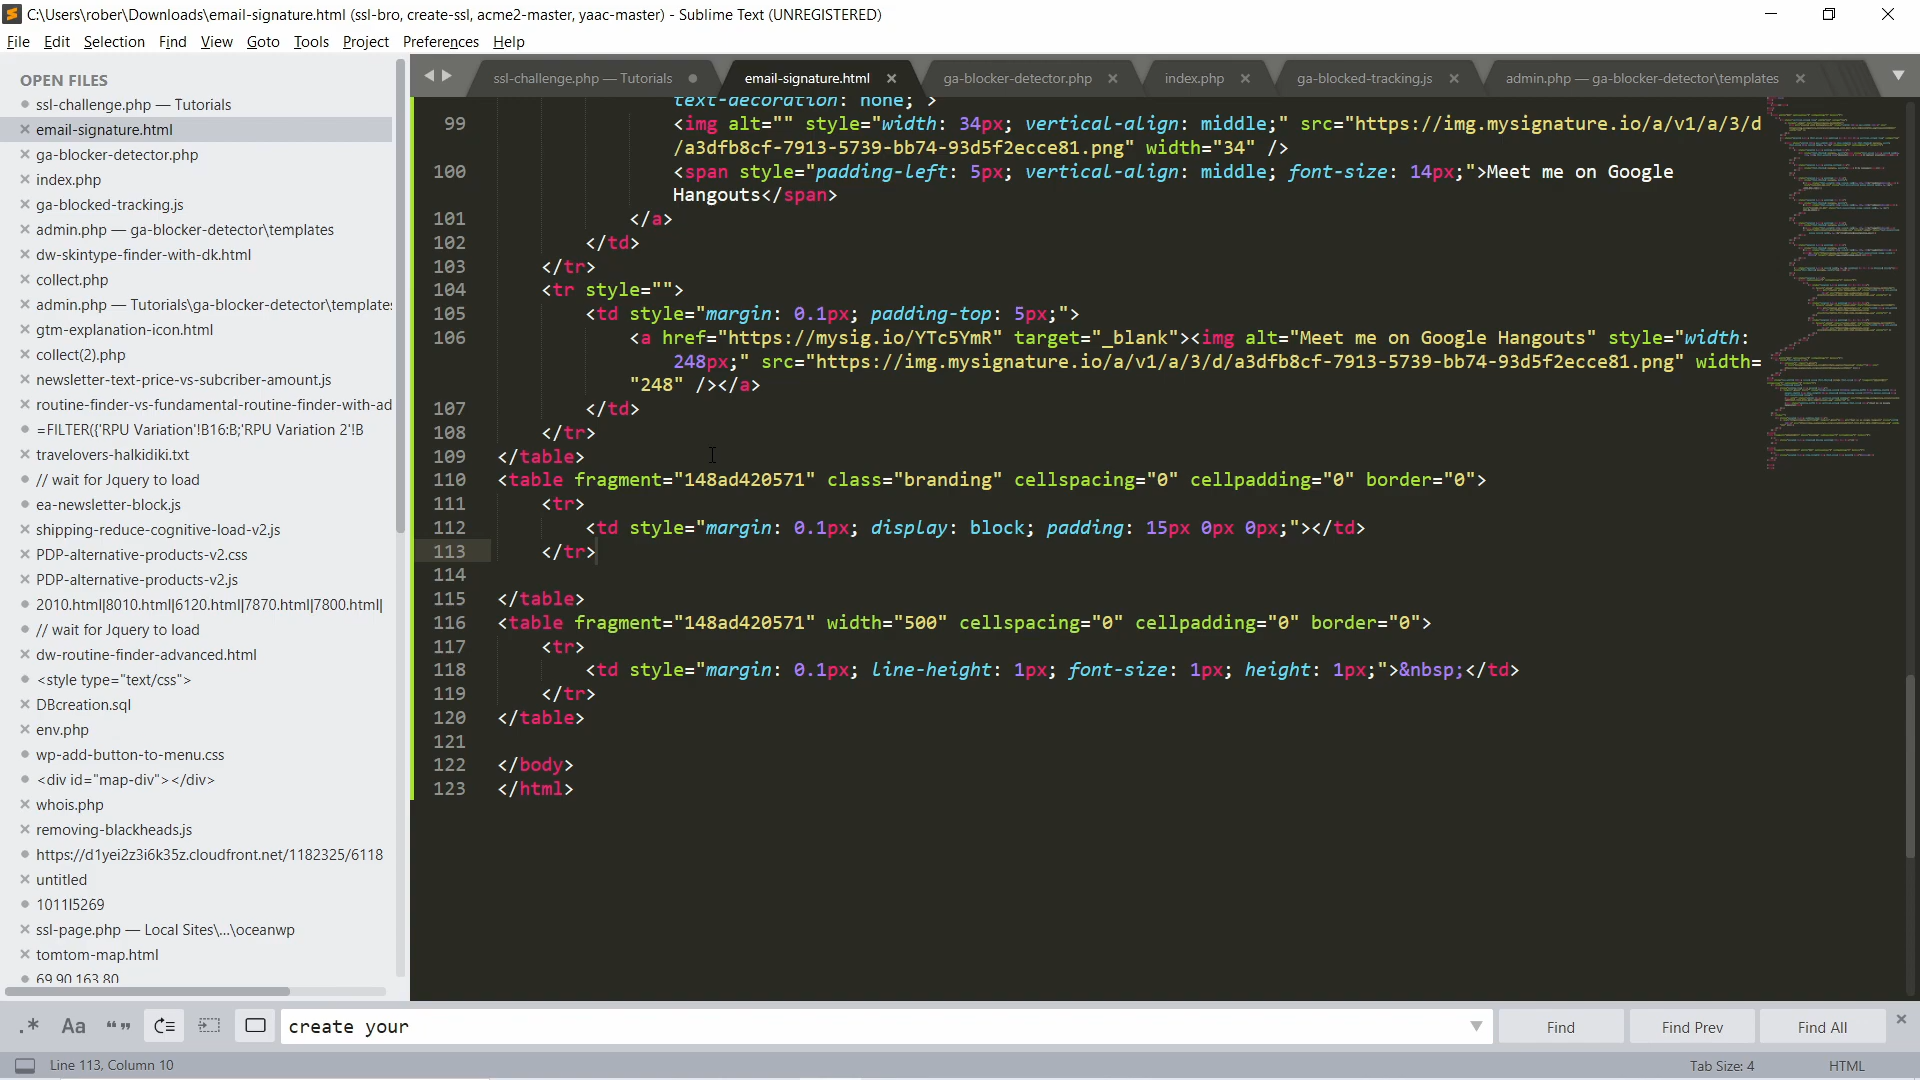 C:\Users\rober\Downloads\email-signature.html (ssl-bro, create-ssl, acme2-master, yaac-master) - Sublime Text (UNREGISTERED)
File Edit Selection Find View Goto Tools Project Preferences Help
OPEN FILES
ssl-challenge.php — Tutorials
email-signature.html
ga-blocker-detector.php
index.php
ga-blocked-tracking.js
admin.php — ga-blocker-detector\templates
dw-skintype-finder-with-dk.html
collect.php
admin.php — Tutorials\ga-blocker-detector\templates
gtm-explanation-icon.html
collect(2).php
newsletter-text-price-vs-subcriber-amount.js
routine-finder-vs-fundamental-routine-finder-with-ad
=FILTER({'RPU Variation'!B16:B;'RPU Variation 2'!B
travelovers-halkidiki.txt
// wait for Jquery to load
ea-newsletter-block.js
shipping-reduce-cognitive-load-v2.js
PDP-alternative-products-v2.css
PDP-alternative-products-v2.js
2010.html|8010.html|6120.html|7870.html|7800.html|
// wait for Jquery to load
dw-routine-finder-advanced.html
<style type="text/css">
DBcreation.sql
env.php
wp-add-button-to-menu.css
<div id="map-div"></div>
whois.php
removing-blackheads.js
https://d1yei2z3i6k35z.cloudfront.net/1182325/6118
untitled
1011l5269
ssl-page.php — Local Sites\...\oceanwp
tomtom-map.html
69.90.163.80
ssl-challenge.php — Tutorials email-signature.html ga-blocker-detector.php index.php ga-blocked-tracking.js admin.php — ga-blocker-detector\templates
text-decoration: none;">
99 <img alt="" style="width: 34px; vertical-align: middle;" src="https://img.mysignature.io/a/v1/a/3/d
/a3dfb8cf-7913-5739-bb74-93d5f2ecce81.png" width="34" />
100 <span style="padding-left: 5px; vertical-align: middle; font-size: 14px;">Meet me on Google
Hangouts</span>
101 </a>
102 </td>
103 </tr>
104 <tr style="">
105 <td style="margin: 0.1px; padding-top: 5px;">
106 <a href="https://mysig.io/YTc5YmR" target="_blank"><img alt="Meet me on Google Hangouts" style="width:
248px;" src="https://img.mysignature.io/a/v1/a/3/d/a3dfb8cf-7913-5739-bb74-93d5f2ecce81.png" width=
"248" /></a>
107 </td>
108 </tr>
109 </table>
110 <table fragment="148ad420571" class="branding" cellspacing="0" cellpadding="0" border="0">
111 <tr>
112 <td style="margin: 0.1px; display: block; padding: 15px 0px 0px;"></td>
113 </tr>
114
115 </table>
116 <table fragment="148ad420571" width="500" cellspacing="0" cellpadding="0" border="0">
117 <tr>
118 <td style="margin: 0.1px; line-height: 1px; font-size: 1px; height: 1px;">&nbsp;</td>
119 </tr>
120 </table>
121
122 </body>
123 </html>
.* Aa “” create your Find Find Prev Find All
Line 113, Column 10 Tab Size: 4 HTML